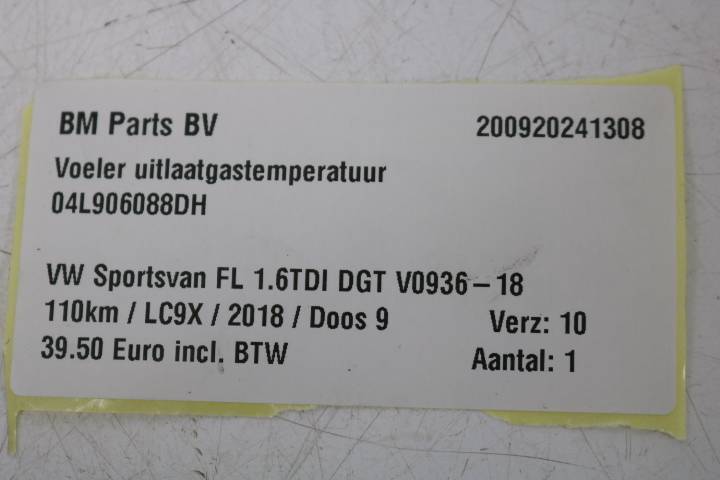 BM Parts BV 200920241308
Voeler uitlaatgastemperatuur
04L906088DH
VW Sportsvan FL 1.6TDI DGT V0936-18
110km / LC9X / 2018 / Doos 9 Verz: 10
39.50 Euro incl. BTW Aantal: 1